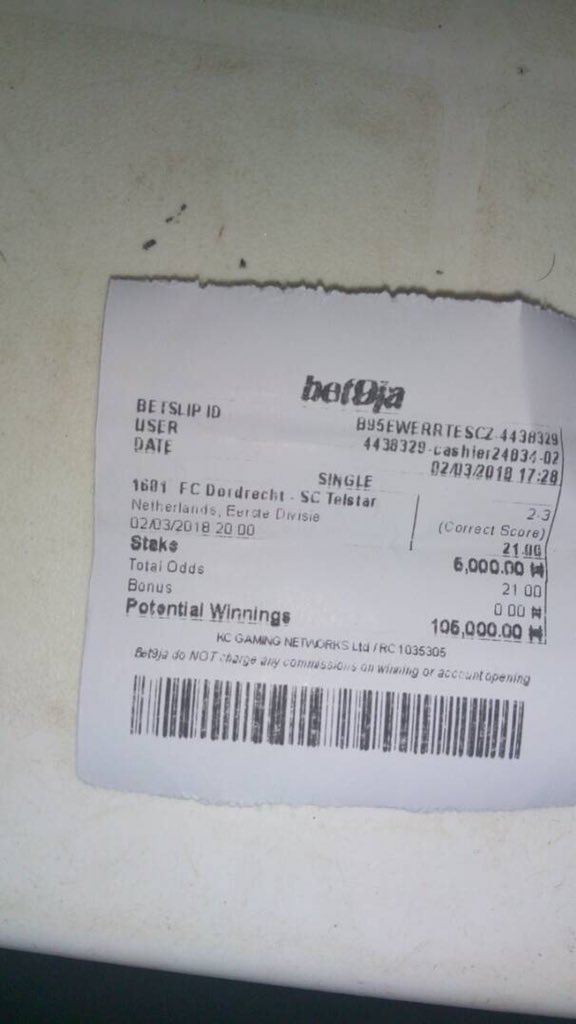 bet9ja
BETSLIP ID B95EWERRTESCZ-4438329
USER 4438329-cashier24834-02
DATE 02/03/2018 17:28
SINGLE
1681 FC Dordrecht - SC Telstar 2-3
Netherlands, Eerste Divisie (Correct Score)
02/03/2018 20:00 21.00
Stake 5,000.00 ₦
Total Odds 21.00
Bonus 0.00 ₦
Potential Winnings 105,000.00 ₦
KC GAMING NETWORKS Ltd / RC 1035305
Bet9ja do NOT charge any commissions on winning or account opening